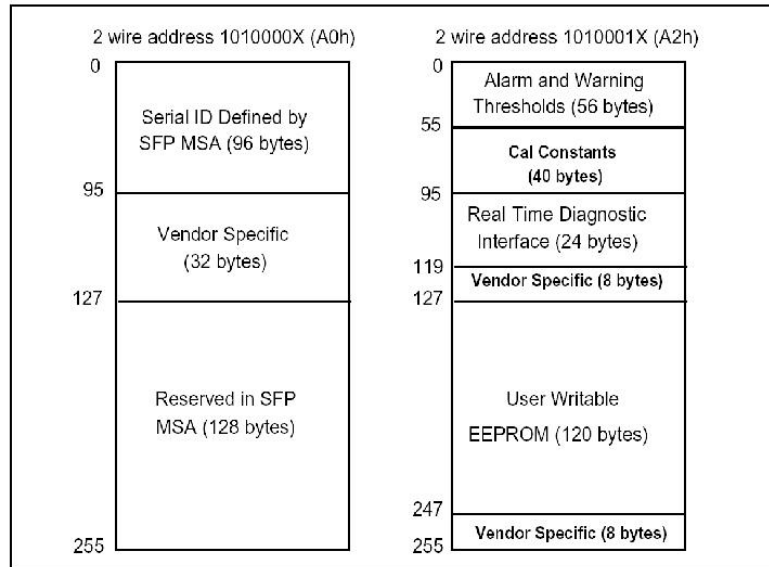 2 wire address 1010000X (A0h)
0
Serial ID Defined by
SFP MSA (96 bytes)
95
Vendor Specific
(32 bytes)
127
Reserved in SFP
MSA (128 bytes)
255
2 wire address 1010001X (A2h)
0
Alarm and Warning
Thresholds (56 bytes)
55
Cal Constants
(40 bytes)
95
Real Time Diagnostic
Interface (24 bytes)
119
Vendor Specific (8 bytes)
127
User Writable
EEPROM (120 bytes)
247
Vendor Specific (8 bytes)
255